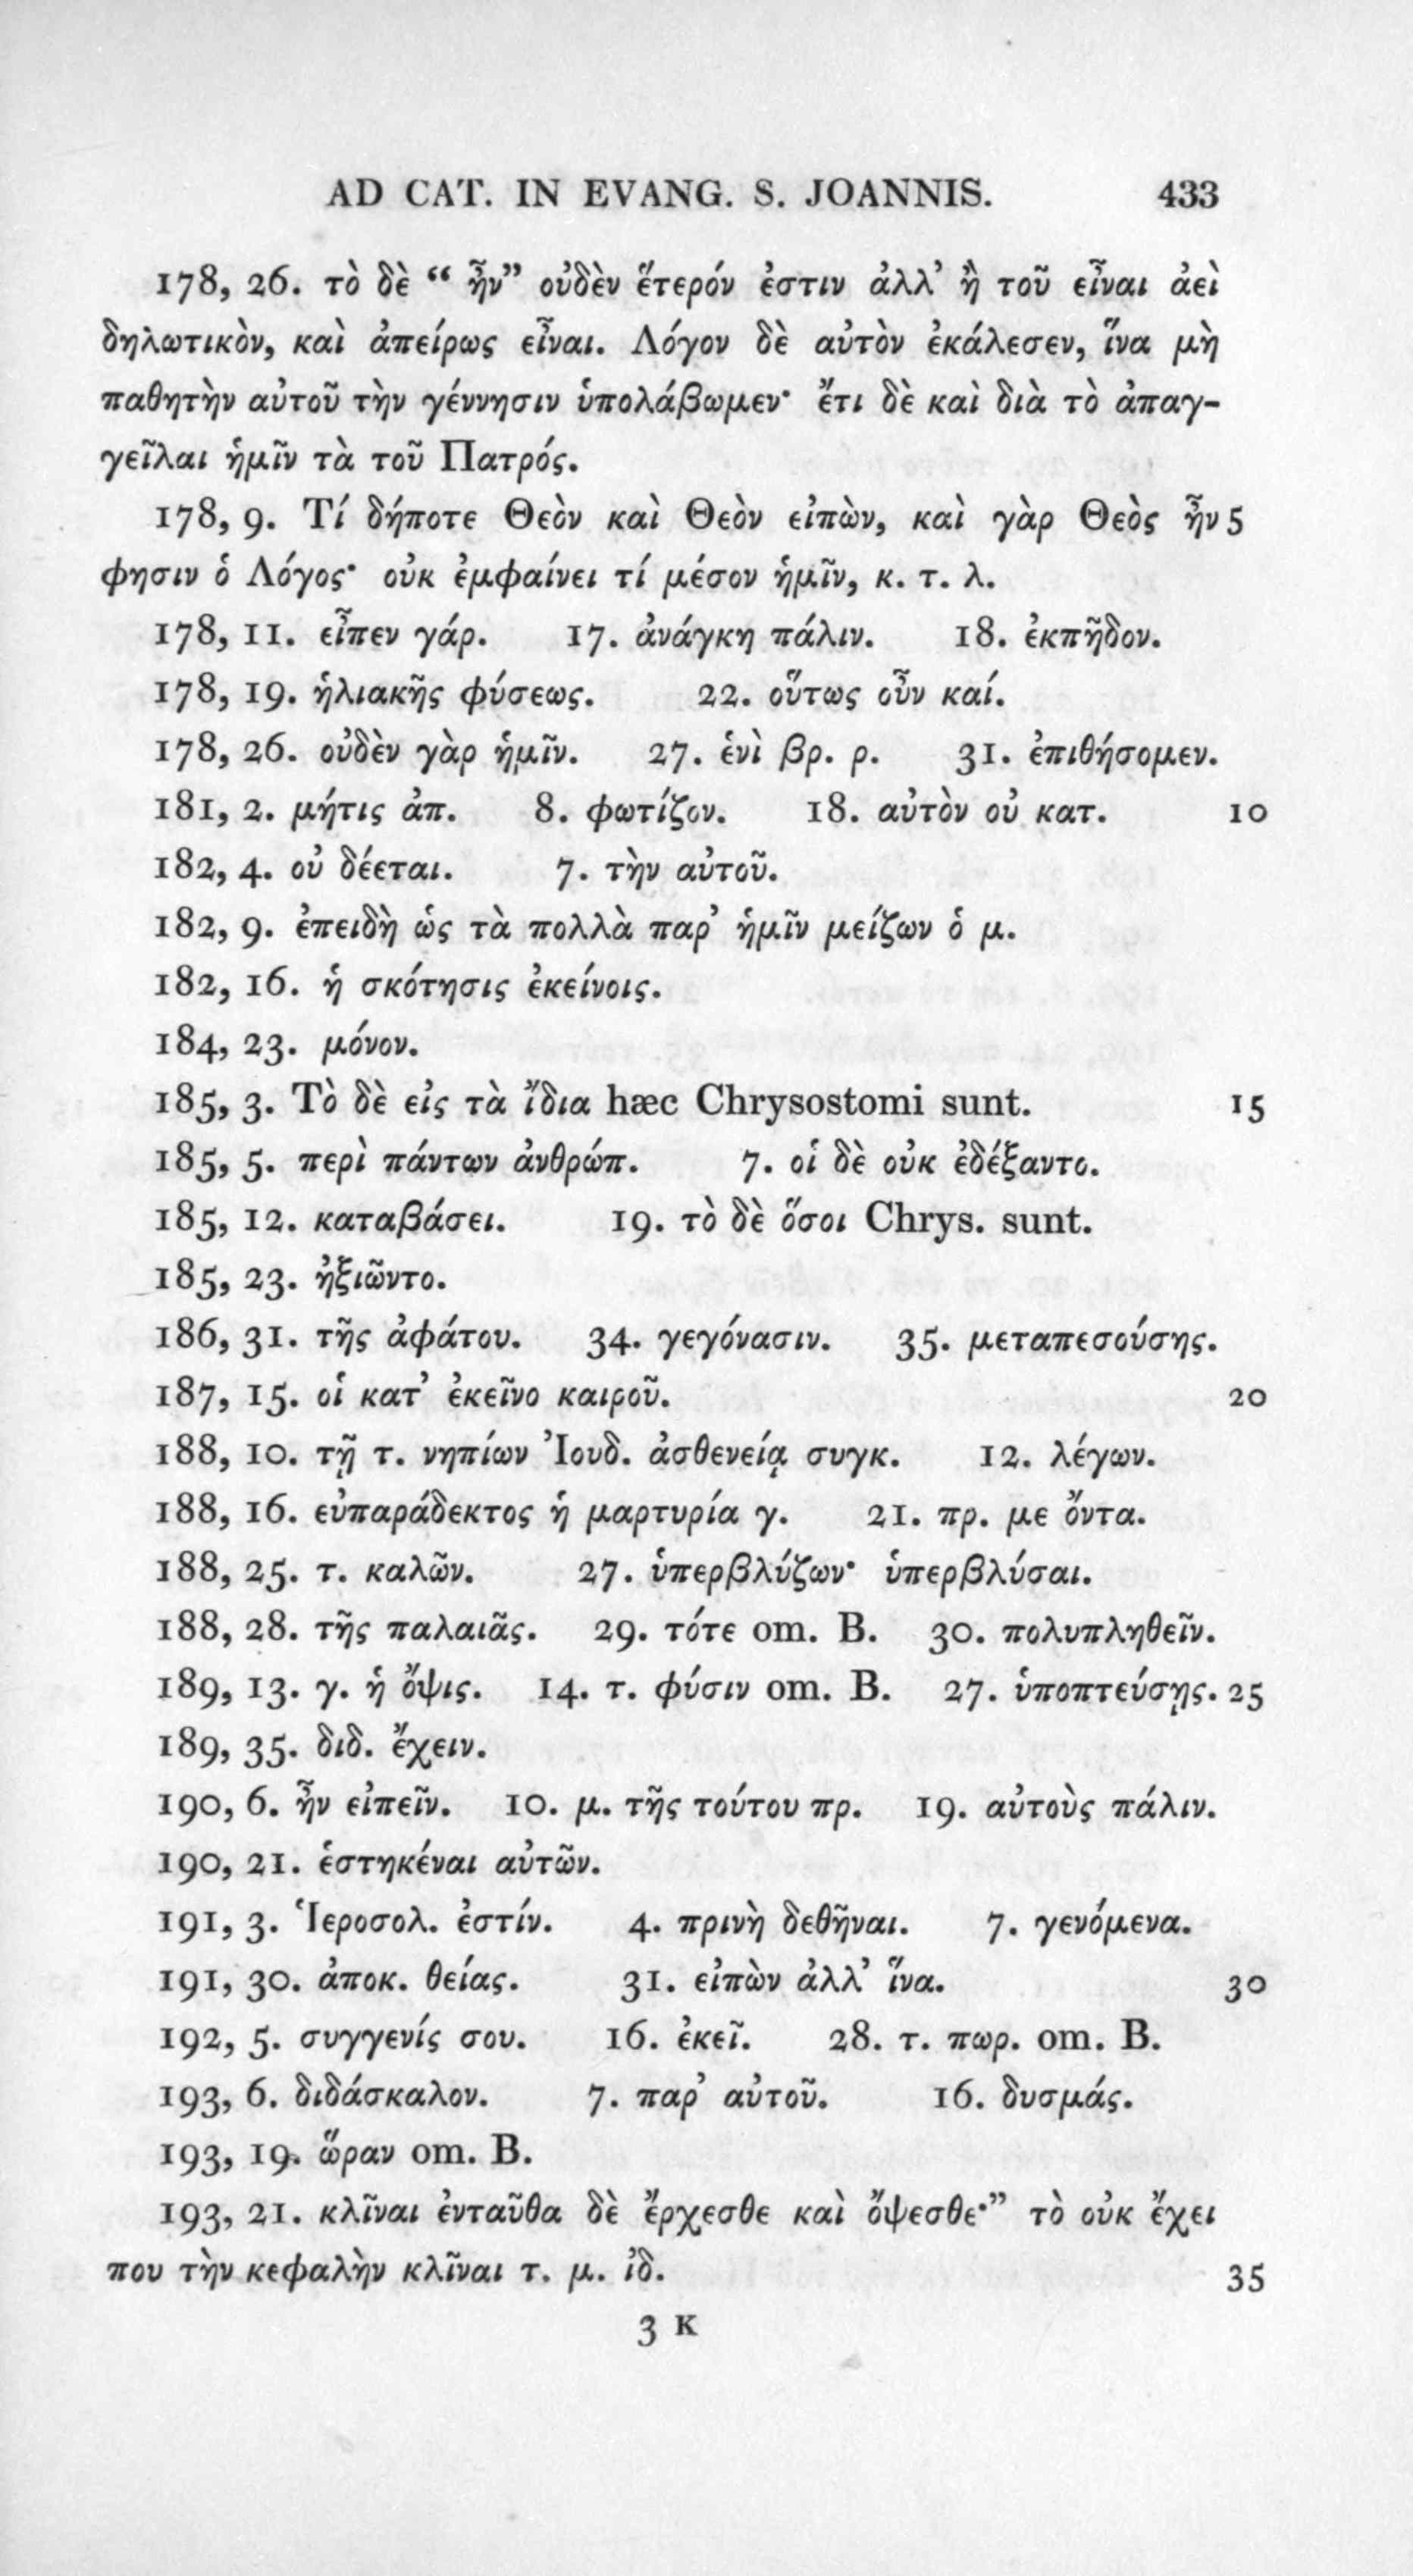 AD CAT. IN EVANG. S. JOANNIS. 433
178, 26. τὸ δὲ “ ἦν” οὐδὲν ἕτερόν ἐστιν ἀλλ’ ἢ τοῦ εἶναι ἀεὶ
δηλωτικὸν, καὶ ἀπείρως εἶναι. Λόγον δὲ αὐτὸν ἐκάλεσεν, ἵνα μὴ
παθητὴν αὐτοῦ τὴν γέννησιν ὑπολάβωμεν· ἔτι δὲ καὶ διὰ τὸ ἀπαγ-
γεῖλαι ἡμῖν τὰ τοῦ Πατρός.
178, 9. Τί δήποτε Θεὸν καὶ Θεὸν εἰπὼν, καὶ γὰρ Θεὸς ἦν 5
φησιν ὁ Λόγος· οὐκ ἐμφαίνει τί μέσον ἡμῖν, κ. τ. λ.
178, 11. εἶπεν γάρ. 17. ἀνάγκη πάλιν. 18. ἐκπῆδον.
178, 19. ἡλιακῆς φύσεως. 22. οὕτως οὖν καί.
178, 26. οὐδὲν γὰρ ἡμῖν. 27. ἑνὶ βρ. ρ. 31. ἐπιθήσομεν.
181, 2. μήτις ἀπ. 8. φωτίζον. 18. αὐτὸν οὐ κατ. 10
182, 4. οὐ δέεται. 7. τὴν αὐτοῦ.
182, 9. ἐπειδὴ ὡς τὰ πολλὰ παρ’ ἡμῖν μείζων ὁ μ.
182, 16. ἡ σκότησις ἐκείνοις.
184, 23. μόνον.
185, 3. Τὸ δὲ εἰς τὰ ἴδια hæc Chrysostomi sunt. 15
185, 5. περὶ πάντων ἀνθρώπ. 7. οἱ δὲ οὐκ ἐδέξαντο.
185, 12. καταβάσει. 19. τὸ δὲ ὅσοι Chrys. sunt.
185, 23. ἠξιῶντο.
186, 31. τῆς ἀφάτου. 34. γεγόνασιν. 35. μεταπεσούσης.
187, 15. οἱ κατ’ ἐκεῖνο καιροῦ. 20
188, 10. τῇ τ. νηπίων Ἰουδ. ἀσθενείᾳ συγκ. 12. λέγων.
188, 16. εὐπαράδεκτος ἡ μαρτυρία γ. 21. πρ. με ὄντα.
188, 25. τ. καλῶν. 27. ὑπερβλύζων· ὑπερβλύσαι.
188, 28. τῆς παλαιᾶς. 29. τότε om. B. 30. πολυπληθεῖν.
189, 13. γ. ἡ ὄψις. 14. τ. φύσιν om. B. 27. ὑποπτεύσῃς. 25
189, 35. διδ. ἔχειν.
190, 6. ἦν εἰπεῖν. 10. μ. τῆς τούτου πρ. 19. αὐτοὺς πάλιν.
190, 21. ἑστηκέναι αὐτῶν.
191, 3. Ἱεροσολ. ἐστίν. 4. πρινὴ δεθῆναι. 7. γενόμενα.
191, 30. ἀποκ. θείας. 31. εἰπὼν ἀλλ’ ἵνα. 30
192, 5. συγγενίς σου. 16. ἐκεῖ. 28. τ. πωρ. om. B.
193, 6. διδάσκαλον. 7. παρ’ αὐτοῦ. 16. δυσμάς.
193, 19. ὥραν om. B.
193, 21. κλῖναι ἐνταῦθα δὲ ἔρχεσθε καὶ ὄψεσθε·” τὸ οὐκ ἔχει
που τὴν κεφαλὴν κλῖναι τ. μ. ἰδ. 35
3 K